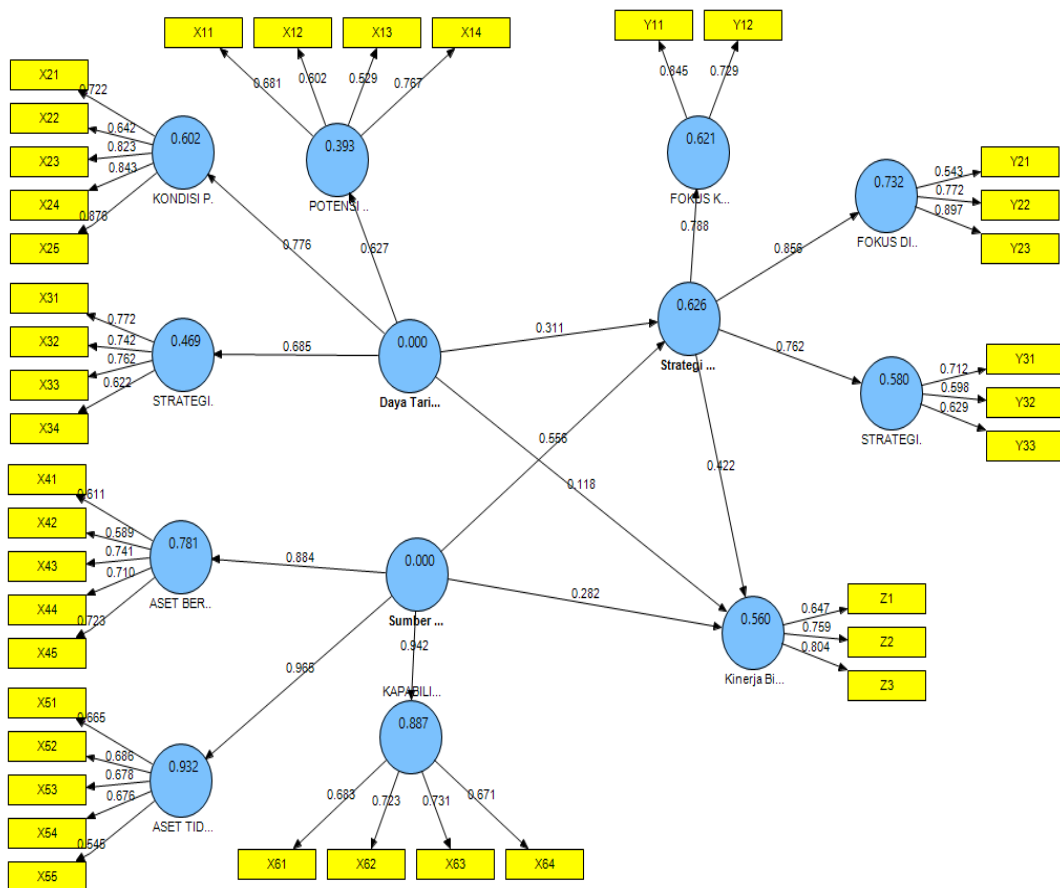 X11
X12
X13
X14
0.681
0.602
0.529
0.767
0.393
POTENSI ..
X21
X22
X23
X24
X25
0.722
0.642
0.823
0.843
0.878
0.602
KONDISI P.
0.776
0.627
X31
X32
X33
X34
0.772
0.742
0.762
0.622
0.469
STRATEGI.
0.685
0.000
Daya Tari...
0.311
0.118
Y11
Y12
0.845
0.729
0.621
FOKUS K...
0.788
0.626
Strategi ...
0.856
0.732
FOKUS DI..
0.543
0.772
0.897
Y21
Y22
Y23
0.762
0.580
STRATEGI.
0.712
0.598
0.629
Y31
Y32
Y33
0.422
0.556
X41
X42
X43
X44
X45
0.611
0.589
0.741
0.710
0.723
0.781
ASET BER...
0.884
0.000
Sumber ...
0.282
0.560
Kinerja Bi...
0.647
0.759
0.804
Z1
Z2
Z3
0.942
0.965
X51
X52
X53
X54
X55
0.665
0.686
0.678
0.676
0.545
0.932
ASET TID...
KAPABILI...
0.887
0.683
0.723
0.731
0.671
X61
X62
X63
X64